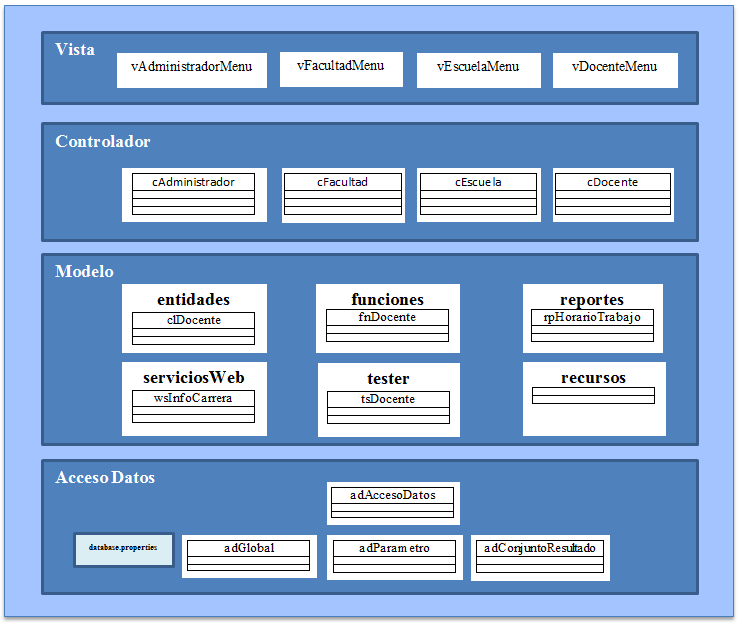 Vista
vAdministradorMenu vFacultadMenu vEscuelaMenu vDocenteMenu
Controlador
cAdministrador cFacultad cEscuela cDocente
Modelo
entidades funciones reportes
clDocente fnDocente rpHorarioTrabajo
serviciosWeb tester recursos
wsInfoCarrera tsDocente
Acceso Datos
adAccesoDatos
database.properties adGlobal adParametro adConjuntoResultado